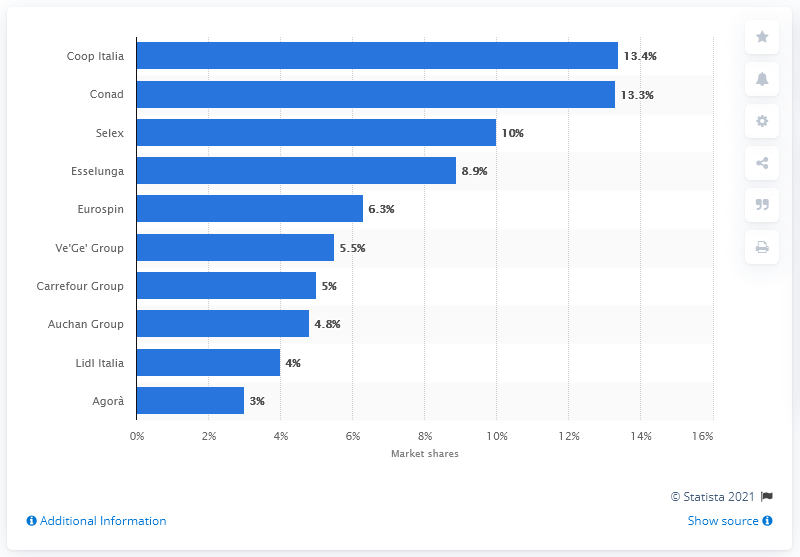 Coop Italia 13.4%
Conad 13.3%
Selex 10%
Esselunga 8.9%
Eurospin 6.3%
Ve'Ge' Group 5.5%
Carrefour Group 5%
Auchan Group 4.8%
Lidl Italia 4%
Agorà 3%
0% 2% 4% 6% 8% 10% 12% 14% 16%
Market shares
© Statista 2021
Additional Information Show source